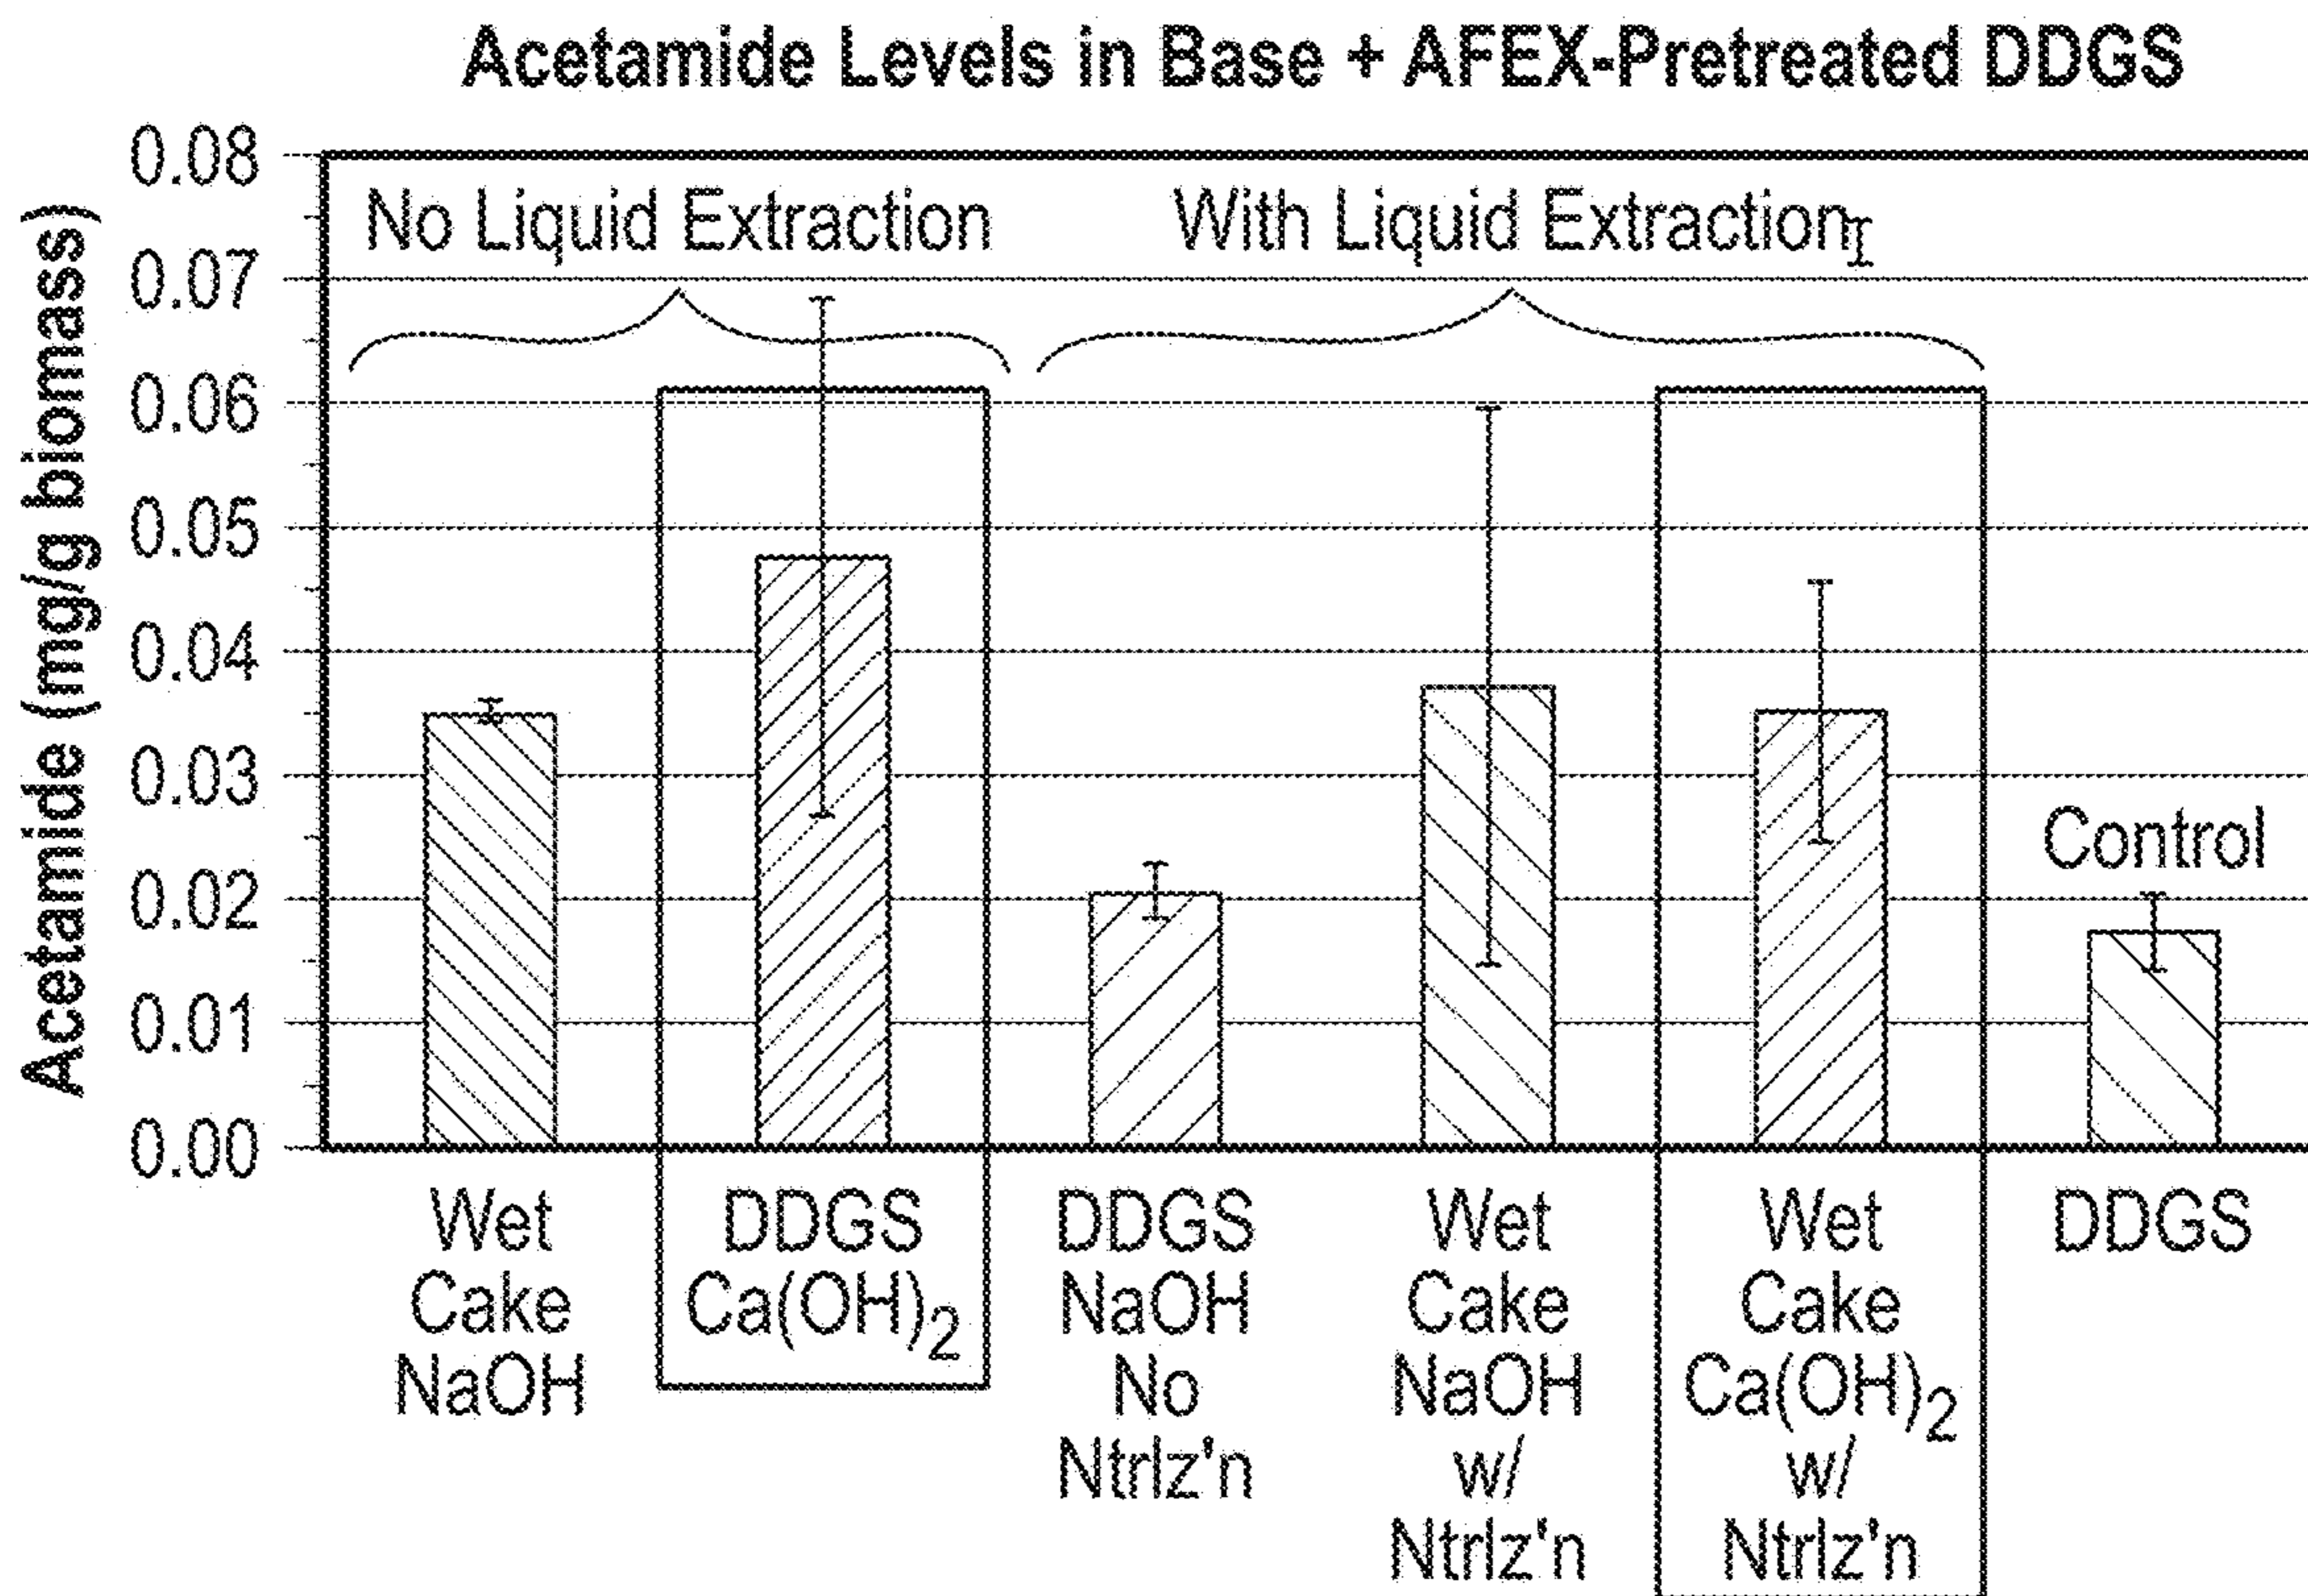 Acetamide Levels in Base + AFEX-Pretreated DDGS
Acetamide (mg/g biomass)
0.08
0.07
0.06
0.05
0.04
0.03
0.02
0.01
0.00
No Liquid Extraction
With Liquid Extraction
Control
Wet
Cake
NaOH
DDGS
Ca(OH)₂
DDGS
NaOH
No
Ntrlz'n
Wet
Cake
NaOH
w/
Ntrlz'n
Wet
Cake
Ca(OH)₂
w/
Ntrlz'n
DDGS